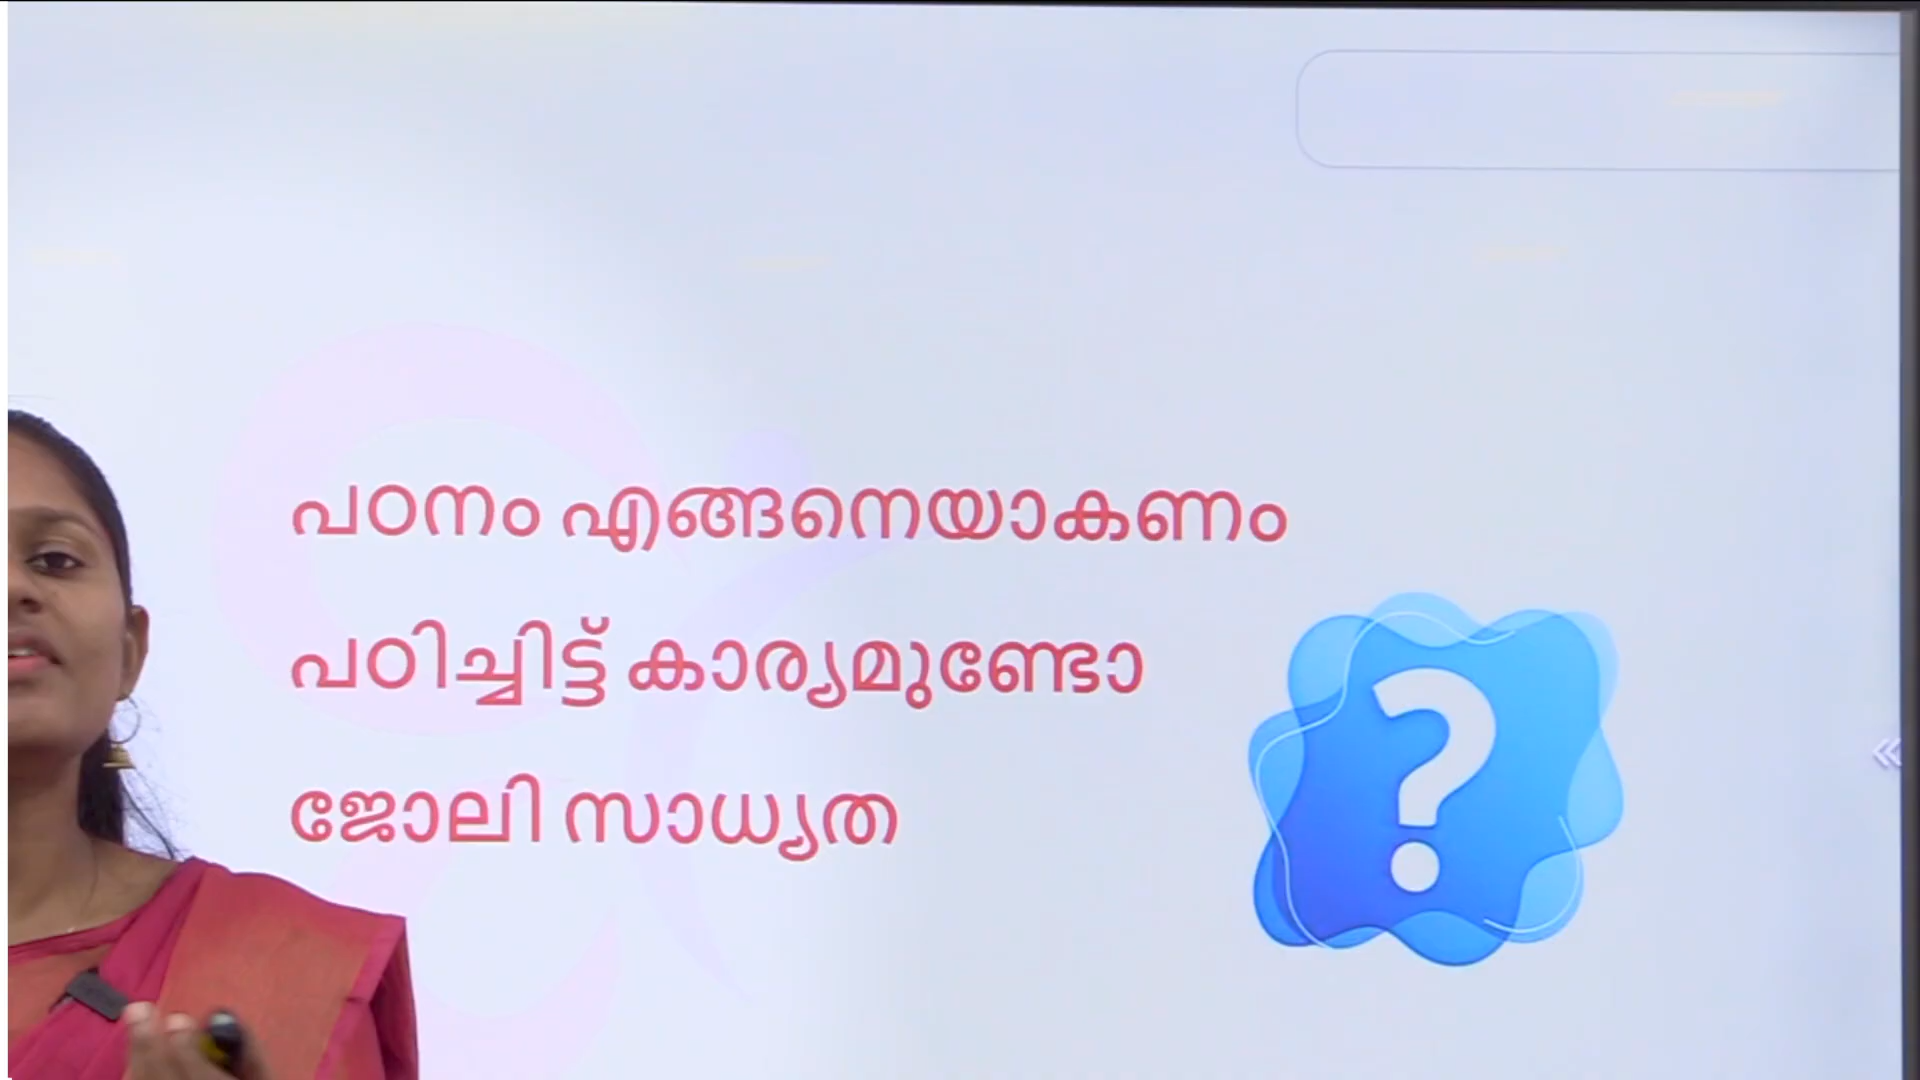 പഠനം എങ്ങനെയാകണം
പഠിച്ചിട്ട് കാര്യമുണ്ടോ
ജോലി സാധ്യത
?